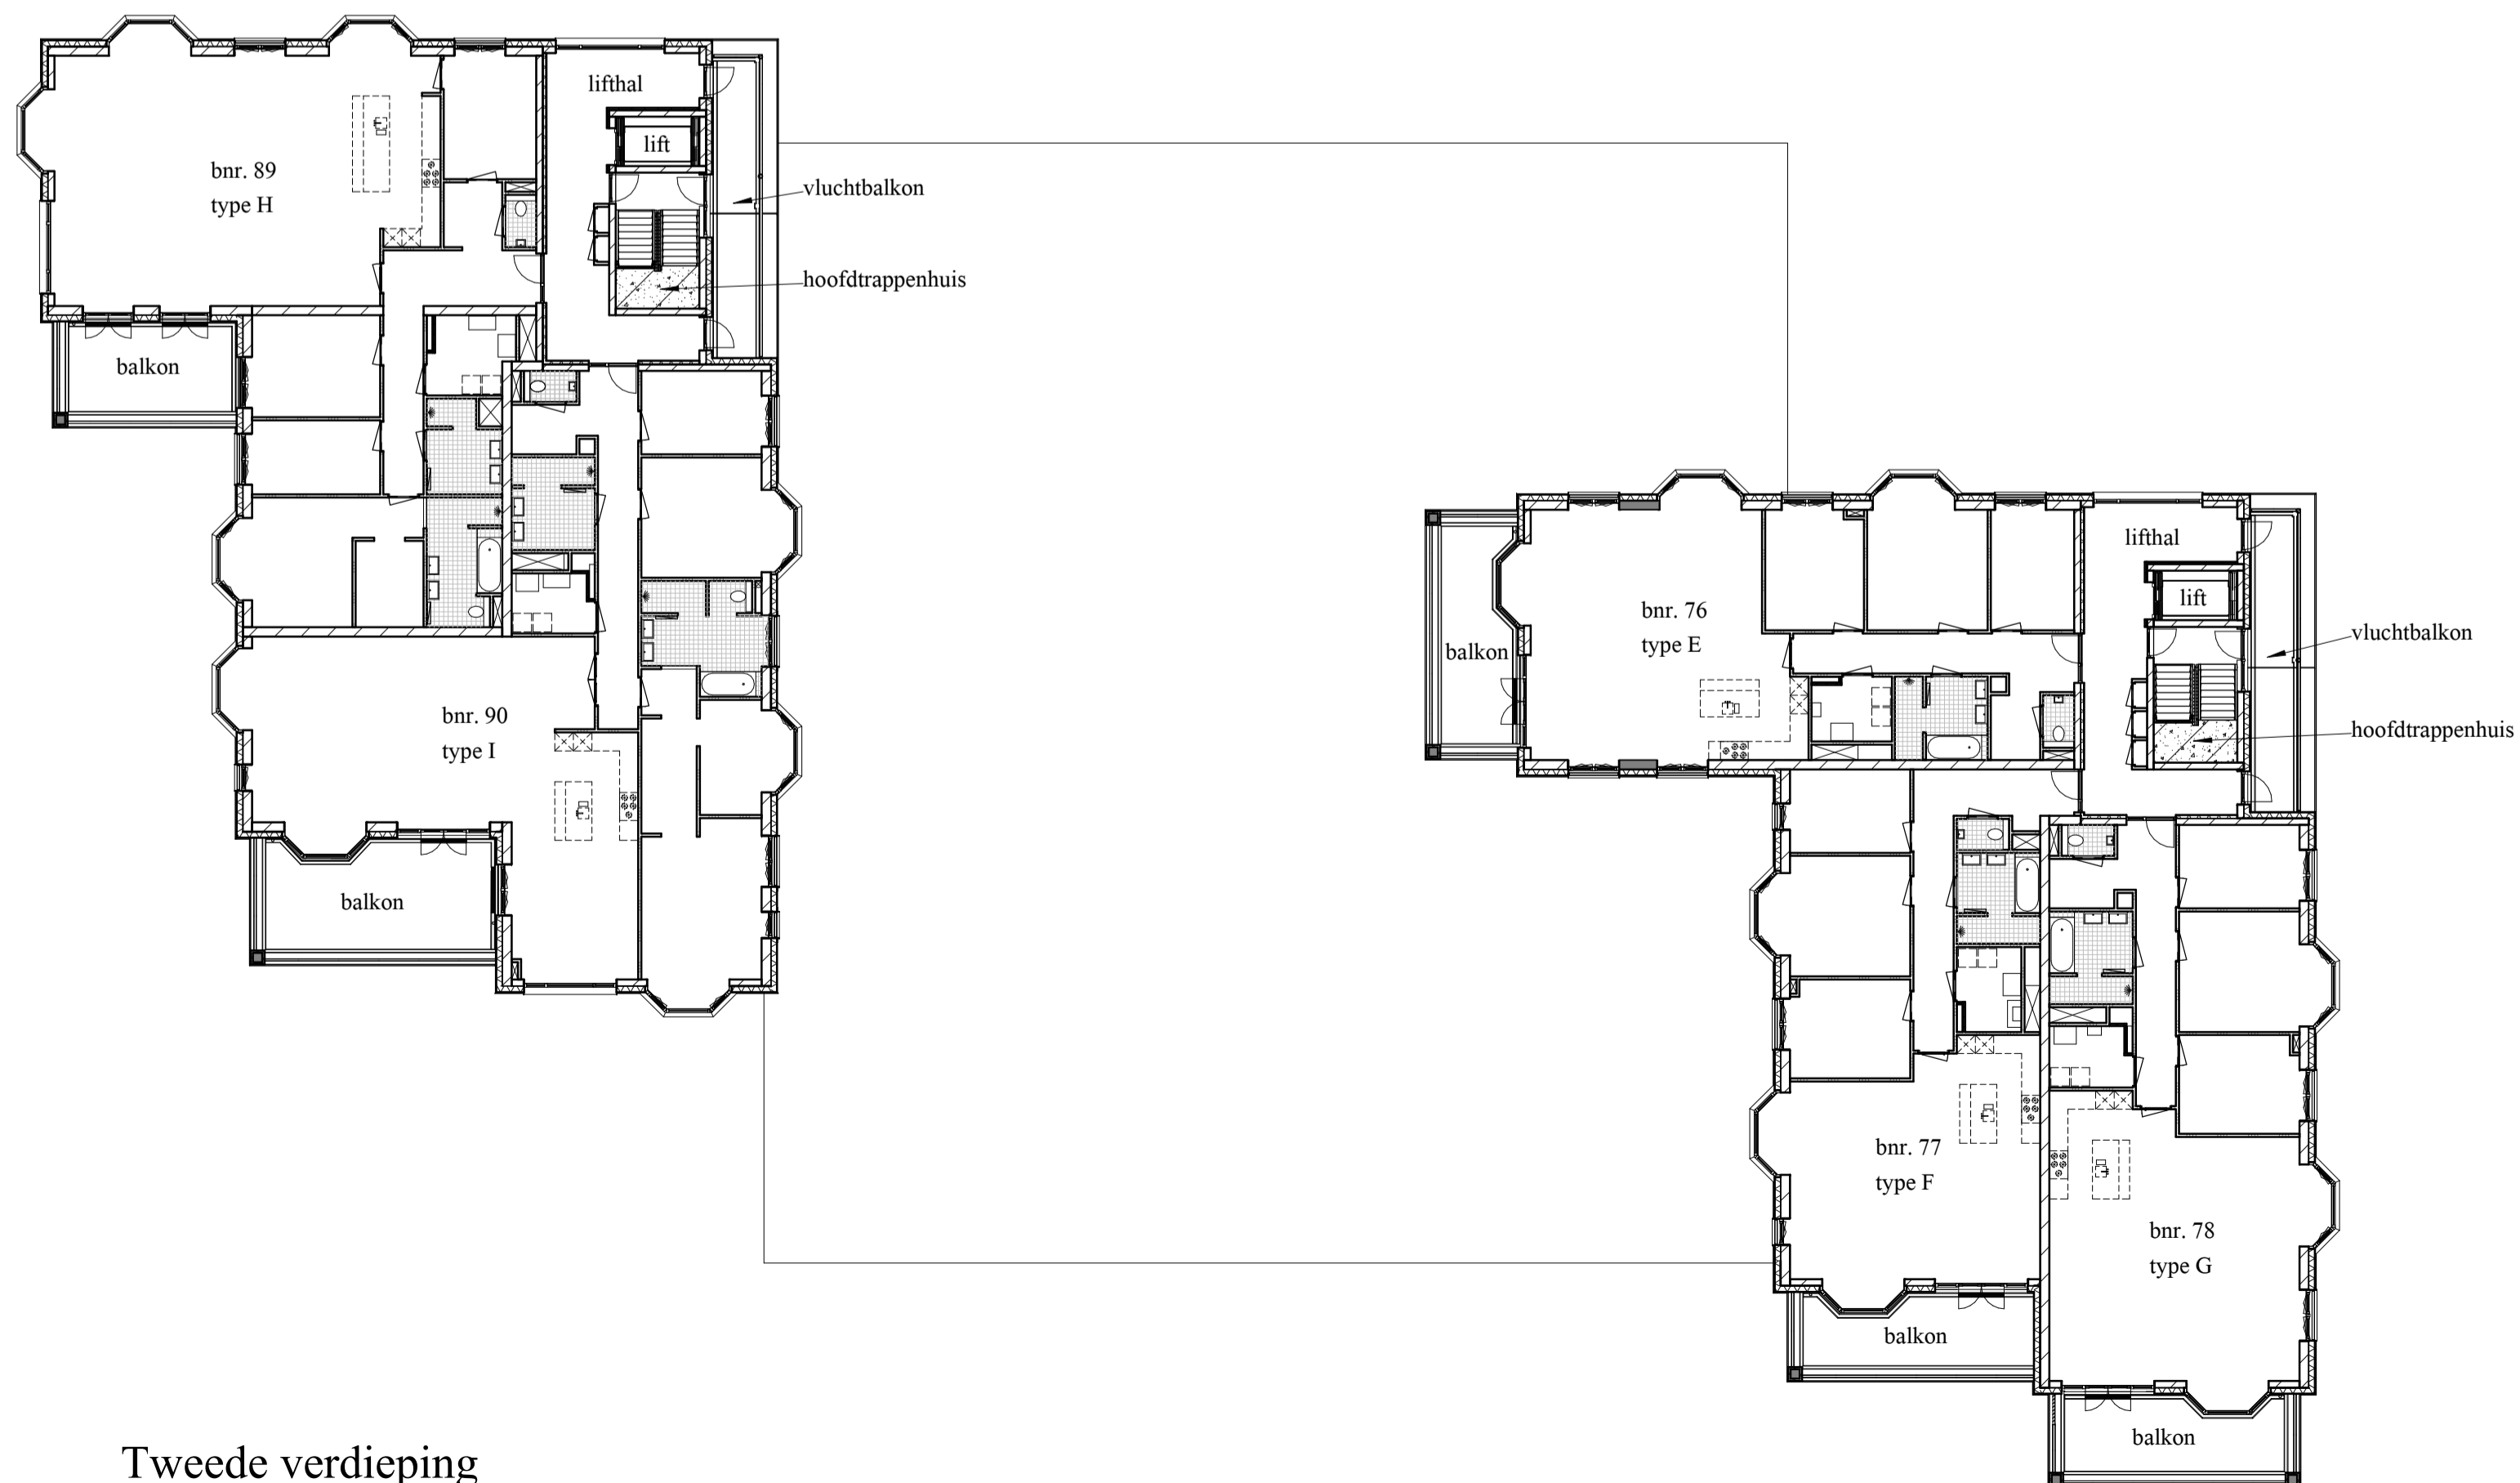 lifthal
lift
bnr. 89
type H
vluchtbalkon
hoofdtrappenhuis
balkon
bnr. 90
type I
balkon
lifthal
lift
bnr. 76
type E
balkon
vluchtbalkon
hoofdtrappenhuis
bnr. 77
type F
bnr. 78
type G
balkon
balkon
Tweede verdieping